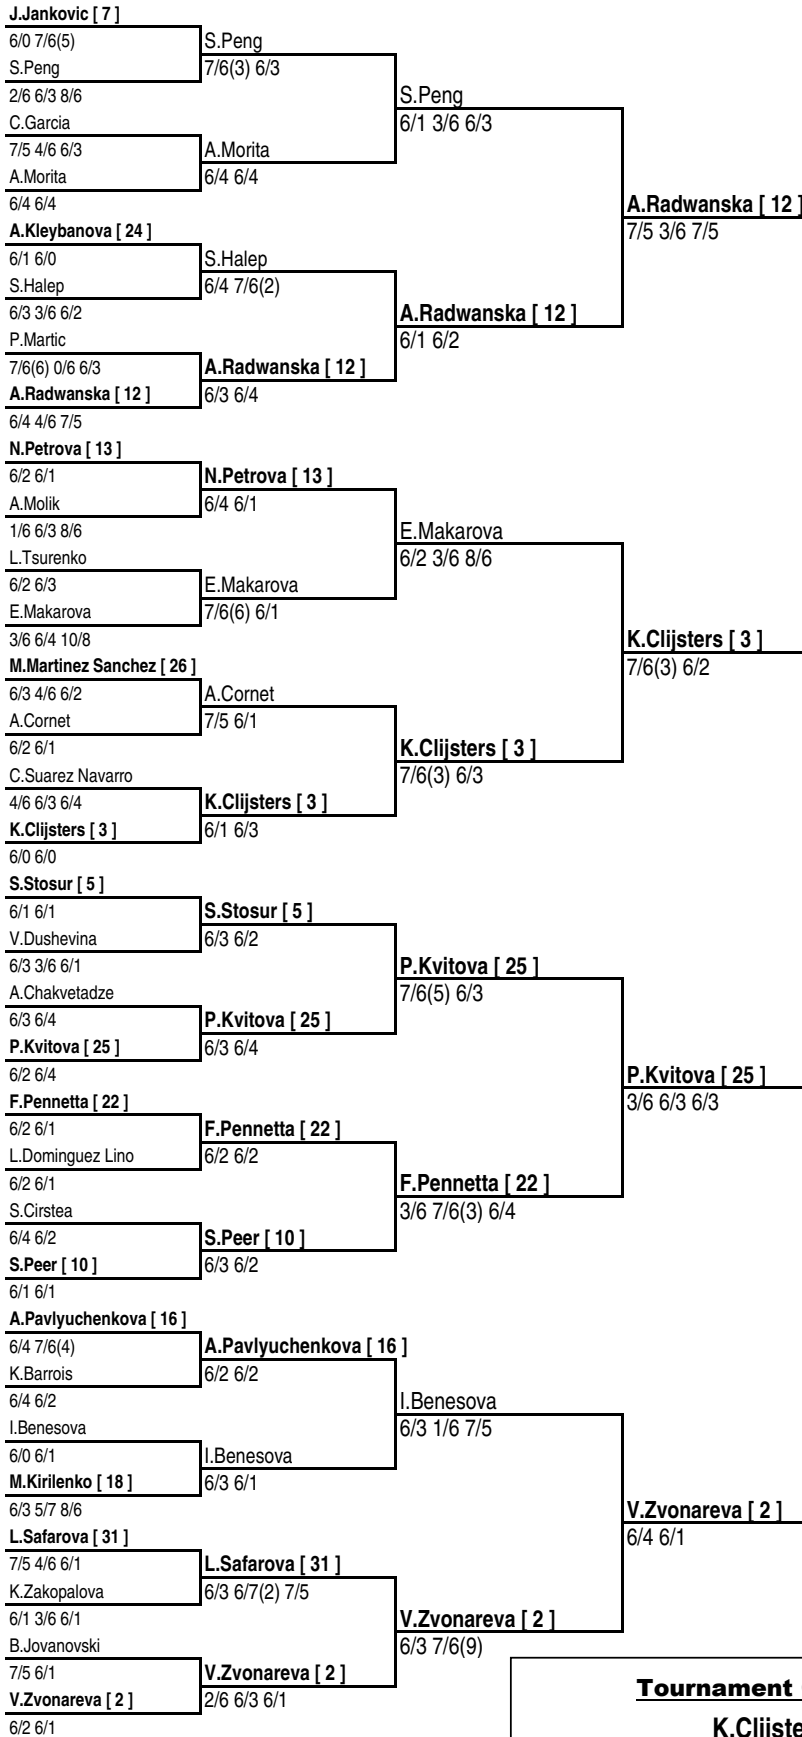 J.Jankovic [ 7 ]
6/0 7/6(5)
S.Peng
2/6 6/3 8/6
C.Garcia
7/5 4/6 6/3
A.Morita
6/4 6/4
A.Kleybanova [ 24 ]
6/1 6/0
S.Halep
6/3 3/6 6/2
P.Martic
7/6(6) 0/6 6/3
A.Radwanska [ 12 ]
6/4 4/6 7/5
N.Petrova [ 13 ]
6/2 6/1
A.Molik
1/6 6/3 8/6
L.Tsurenko
6/2 6/3
E.Makarova
3/6 6/4 10/8
M.Martinez Sanchez [ 26 ]
6/3 4/6 6/2
A.Cornet
6/2 6/1
C.Suarez Navarro
4/6 6/3 6/4
K.Clijsters [ 3 ]
6/0 6/0
S.Stosur [ 5 ]
6/1 6/1
V.Dushevina
6/3 3/6 6/1
A.Chakvetadze
6/3 6/4
P.Kvitova [ 25 ]
6/2 6/4
F.Pennetta [ 22 ]
6/2 6/1
L.Dominguez Lino
6/2 6/1
S.Cirstea
6/4 6/2
S.Peer [ 10 ]
6/1 6/1
A.Pavlyuchenkova [ 16 ]
6/4 7/6(4)
K.Barrois
6/4 6/2
I.Benesova
6/0 6/1
M.Kirilenko [ 18 ]
6/3 5/7 8/6
L.Safarova [ 31 ]
7/5 4/6 6/1
K.Zakopalova
6/1 3/6 6/1
B.Jovanovski
7/5 6/1
V.Zvonareva [ 2 ]
6/2 6/1
S.Peng
7/6(3) 6/3
A.Morita
6/4 6/4
S.Halep
6/4 7/6(2)
A.Radwanska [ 12 ]
6/3 6/4
N.Petrova [ 13 ]
6/4 6/1
E.Makarova
7/6(6) 6/1
A.Cornet
7/5 6/1
K.Clijsters [ 3 ]
6/1 6/3
S.Stosur [ 5 ]
6/3 6/2
P.Kvitova [ 25 ]
6/3 6/4
F.Pennetta [ 22 ]
6/2 6/2
S.Peer [ 10 ]
6/3 6/2
A.Pavlyuchenkova [ 16 ]
6/2 6/2
I.Benesova
6/3 6/1
L.Safarova [ 31 ]
6/3 6/7(2) 7/5
V.Zvonareva [ 2 ]
2/6 6/3 6/1
S.Peng
6/1 3/6 6/3
A.Radwanska [ 12 ]
6/1 6/2
E.Makarova
6/2 3/6 8/6
K.Clijsters [ 3 ]
7/6(3) 6/3
P.Kvitova [ 25 ]
7/6(5) 6/3
F.Pennetta [ 22 ]
3/6 7/6(3) 6/4
I.Benesova
6/3 1/6 7/5
V.Zvonareva [ 2 ]
6/3 7/6(9)
A.Radwanska [ 12 ]
7/5 3/6 7/5
K.Clijsters [ 3 ]
7/6(3) 6/2
P.Kvitova [ 25 ]
3/6 6/3 6/3
V.Zvonareva [ 2 ]
6/4 6/1
Tournament
K.Clijste